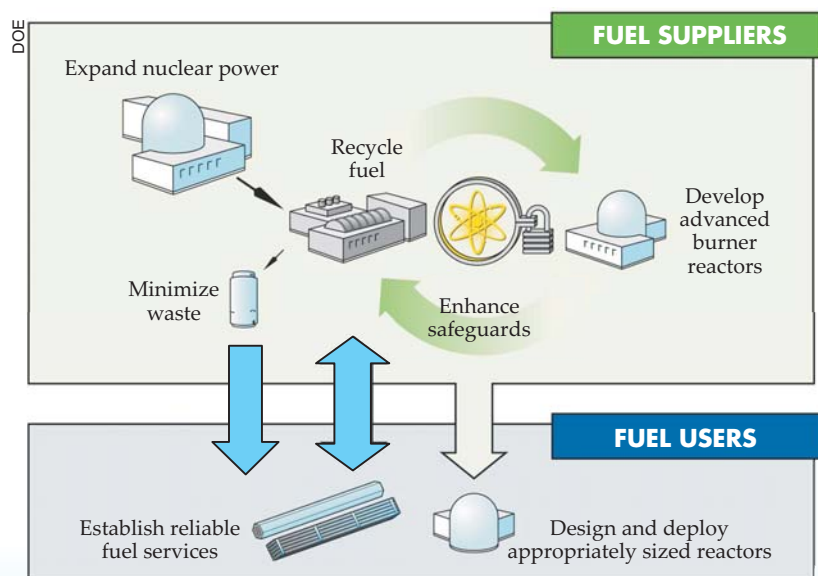 DOE
FUEL SUPPLIERS
Expand nuclear power
Recycle
fuel
Develop
advanced
burner
reactors
Minimize
waste
Enhance
safeguards
FUEL USERS
Establish reliable
fuel services
Design and deploy
appropriately sized reactors